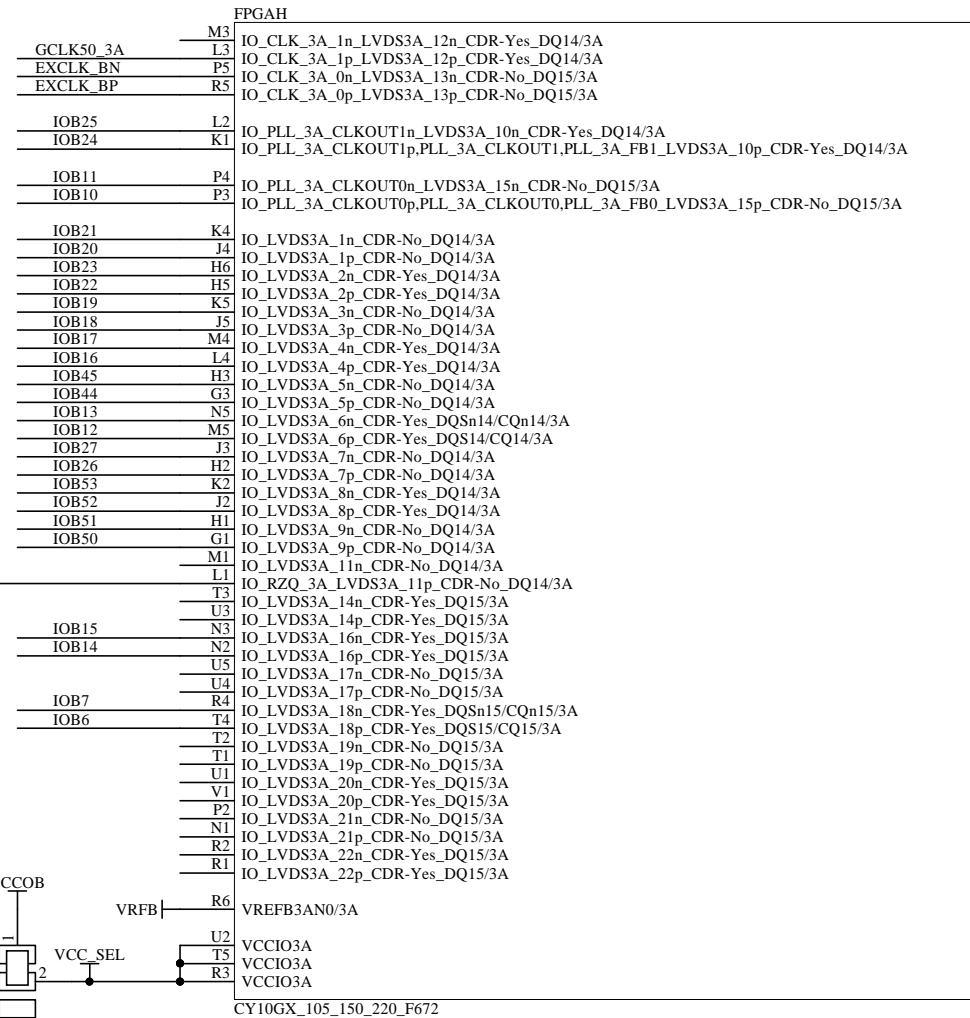 FPGAH
M3 IO_CLK_3A_1n_LVDS3A_12n_CDR-Yes_DQ14/3A
GCLK50_3A L3 IO_CLK_3A_1p_LVDS3A_12p_CDR-Yes_DQ14/3A
EXCLK_BN P5 IO_CLK_3A_0n_LVDS3A_13n_CDR-No_DQ15/3A
EXCLK_BP R5 IO_CLK_3A_0p_LVDS3A_13p_CDR-No_DQ15/3A
IOB25 L2 IO_PLL_3A_CLKOUT1n_LVDS3A_10n_CDR-Yes_DQ14/3A
IOB24 K1 IO_PLL_3A_CLKOUT1p,PLL_3A_CLKOUT1,PLL_3A_FB1_LVDS3A_10p_CDR-Yes_DQ14/3A
IOB11 P4 IO_PLL_3A_CLKOUT0n_LVDS3A_15n_CDR-No_DQ15/3A
IOB10 P3 IO_PLL_3A_CLKOUT0p,PLL_3A_CLKOUT0,PLL_3A_FB0_LVDS3A_15p_CDR-No_DQ15/3A
IOB21 K4 IO_LVDS3A_1n_CDR-No_DQ14/3A
IOB20 J4 IO_LVDS3A_1p_CDR-No_DQ14/3A
IOB23 H6 IO_LVDS3A_2n_CDR-Yes_DQ14/3A
IOB22 H5 IO_LVDS3A_2p_CDR-Yes_DQ14/3A
IOB19 K5 IO_LVDS3A_3n_CDR-No_DQ14/3A
IOB18 J5 IO_LVDS3A_3p_CDR-No_DQ14/3A
IOB17 M4 IO_LVDS3A_4n_CDR-Yes_DQ14/3A
IOB16 L4 IO_LVDS3A_4p_CDR-Yes_DQ14/3A
IOB45 H3 IO_LVDS3A_5n_CDR-No_DQ14/3A
IOB44 G3 IO_LVDS3A_5p_CDR-No_DQ14/3A
IOB13 N5 IO_LVDS3A_6n_CDR-Yes_DQSn14/CQn14/3A
IOB12 M5 IO_LVDS3A_6p_CDR-Yes_DQS14/CQ14/3A
IOB27 J3 IO_LVDS3A_7n_CDR-No_DQ14/3A
IOB26 H2 IO_LVDS3A_7p_CDR-No_DQ14/3A
IOB53 K2 IO_LVDS3A_8n_CDR-Yes_DQ14/3A
IOB52 J2 IO_LVDS3A_8p_CDR-Yes_DQ14/3A
IOB51 H1 IO_LVDS3A_9n_CDR-No_DQ14/3A
IOB50 G1 IO_LVDS3A_9p_CDR-No_DQ14/3A
M1 IO_LVDS3A_11n_CDR-No_DQ14/3A
L1 IO_RZQ_3A_LVDS3A_11p_CDR-No_DQ14/3A
T3 IO_LVDS3A_14n_CDR-Yes_DQ15/3A
U3 IO_LVDS3A_14p_CDR-Yes_DQ15/3A
IOB15 N3 IO_LVDS3A_16n_CDR-Yes_DQ15/3A
IOB14 N2 IO_LVDS3A_16p_CDR-Yes_DQ15/3A
U5 IO_LVDS3A_17n_CDR-No_DQ15/3A
U4 IO_LVDS3A_17p_CDR-No_DQ15/3A
IOB7 R4 IO_LVDS3A_18n_CDR-Yes_DQSn15/CQn15/3A
IOB6 T4 IO_LVDS3A_18p_CDR-Yes_DQS15/CQ15/3A
T2 IO_LVDS3A_19n_CDR-No_DQ15/3A
T1 IO_LVDS3A_19p_CDR-No_DQ15/3A
U1 IO_LVDS3A_20n_CDR-Yes_DQ15/3A
V1 IO_LVDS3A_20p_CDR-Yes_DQ15/3A
P2 IO_LVDS3A_21n_CDR-No_DQ15/3A
N1 IO_LVDS3A_21p_CDR-No_DQ15/3A
R2 IO_LVDS3A_22n_CDR-Yes_DQ15/3A
R1 IO_LVDS3A_22p_CDR-Yes_DQ15/3A
CCOB
VRFB R6 VREFB3AN0/3A
1
U2 VCCIO3A
VCC_SEL T5 VCCIO3A
2 R3 VCCIO3A
CY10GX_105_150_220_F672